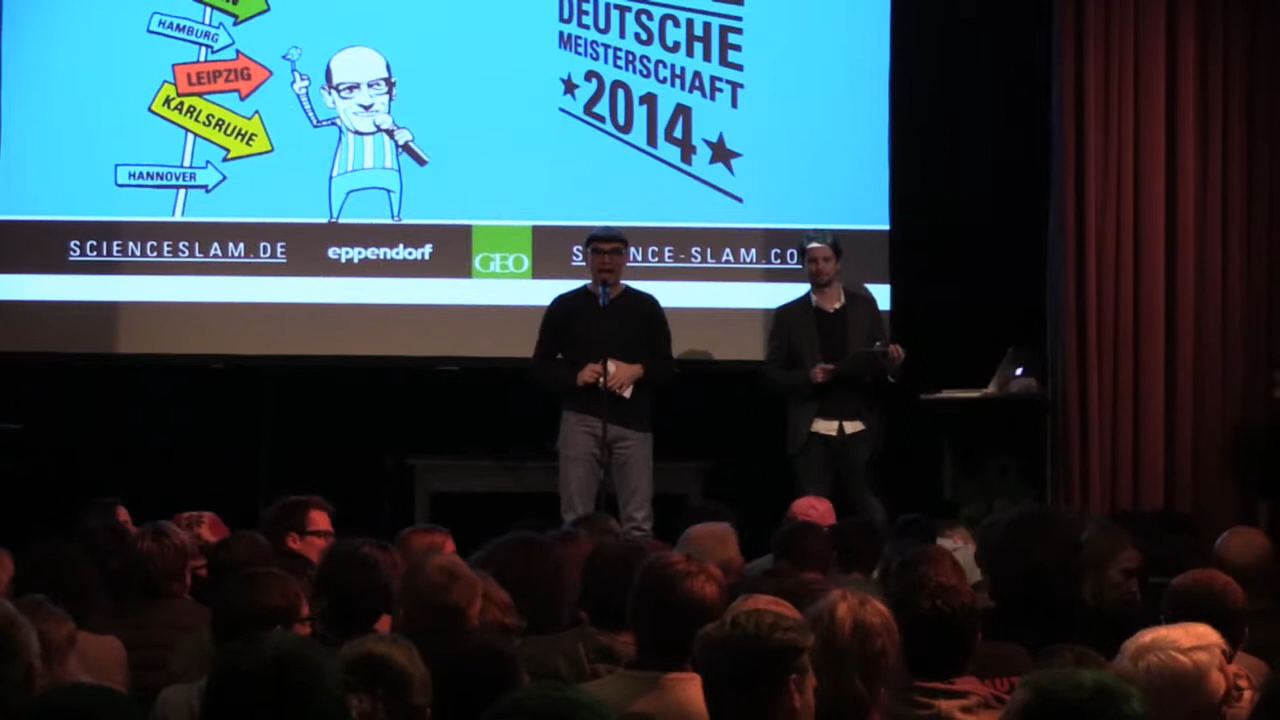 HAMBURG
LEIPZIG
KARLSRUHE
HANNOVER
DEUTSCHE
MEISTERSCHAFT
2014
SCIENCESLAM.DE
eppendorf
GEO